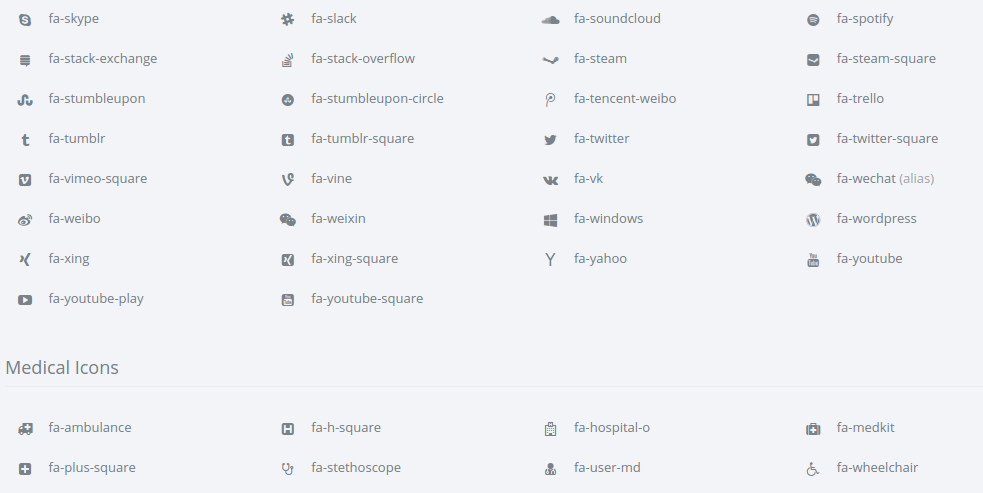 fa-skype fa-slack fa-soundcloud fa-spotify
fa-stack-exchange fa-stack-overflow fa-steam fa-steam-square
fa-stumbleupon fa-stumbleupon-circle fa-tencent-weibo fa-trello
fa-tumblr fa-tumblr-square fa-twitter fa-twitter-square
fa-vimeo-square fa-vine fa-vk fa-wechat (alias)
fa-weibo fa-weixin fa-windows fa-wordpress
fa-xing fa-xing-square fa-yahoo fa-youtube
fa-youtube-play fa-youtube-square
Medical Icons
fa-ambulance fa-h-square fa-hospital-o fa-medkit
fa-plus-square fa-stethoscope fa-user-md fa-wheelchair